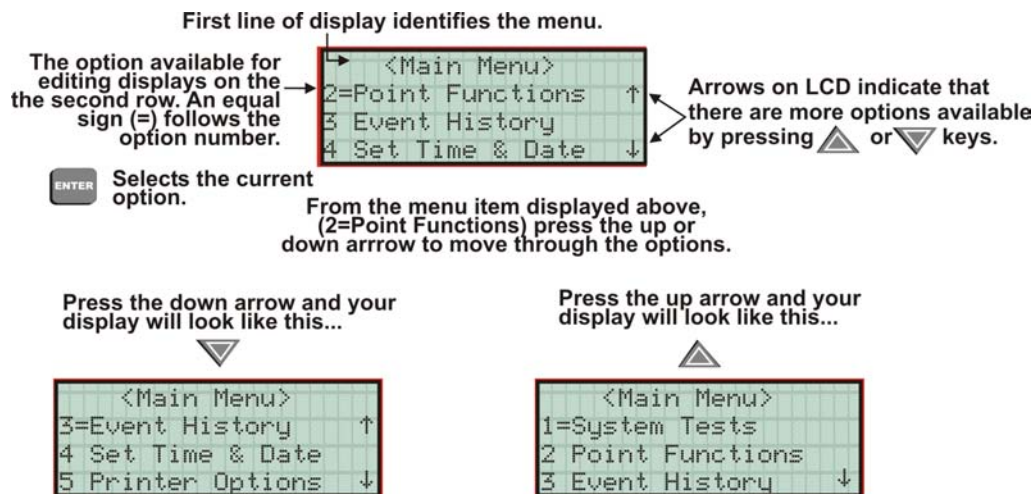 First line of display identifies the menu.
The option available for
editing displays on the
the second row. An equal
sign (=) follows the
option number.
<Main Menu>
2=Point Functions ↑
3 Event History
4 Set Time & Date ↓
Arrows on LCD indicate that
there are more options available
by pressing or keys.
ENTER
Selects the current
option.
From the menu item displayed above,
(2=Point Functions) press the up or
down arrrow to move through the options.
Press the down arrow and your
display will look like this...
<Main Menu>
3=Event History ↑
4 Set Time & Date
5 Printer Options ↓
Press the up arrow and your
display will look like this...
<Main Menu>
1=System Tests
2 Point Functions
3 Event History ↓